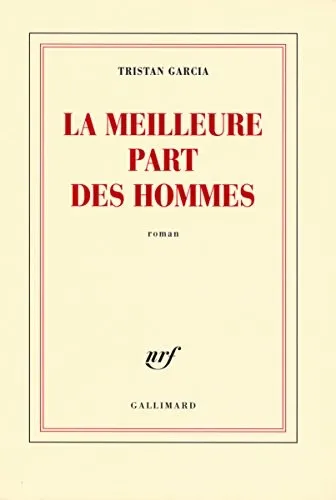 TRISTAN GARCIA
LA MEILLEURE
PART
DES HOMMES
roman
nrf
GALLIMARD